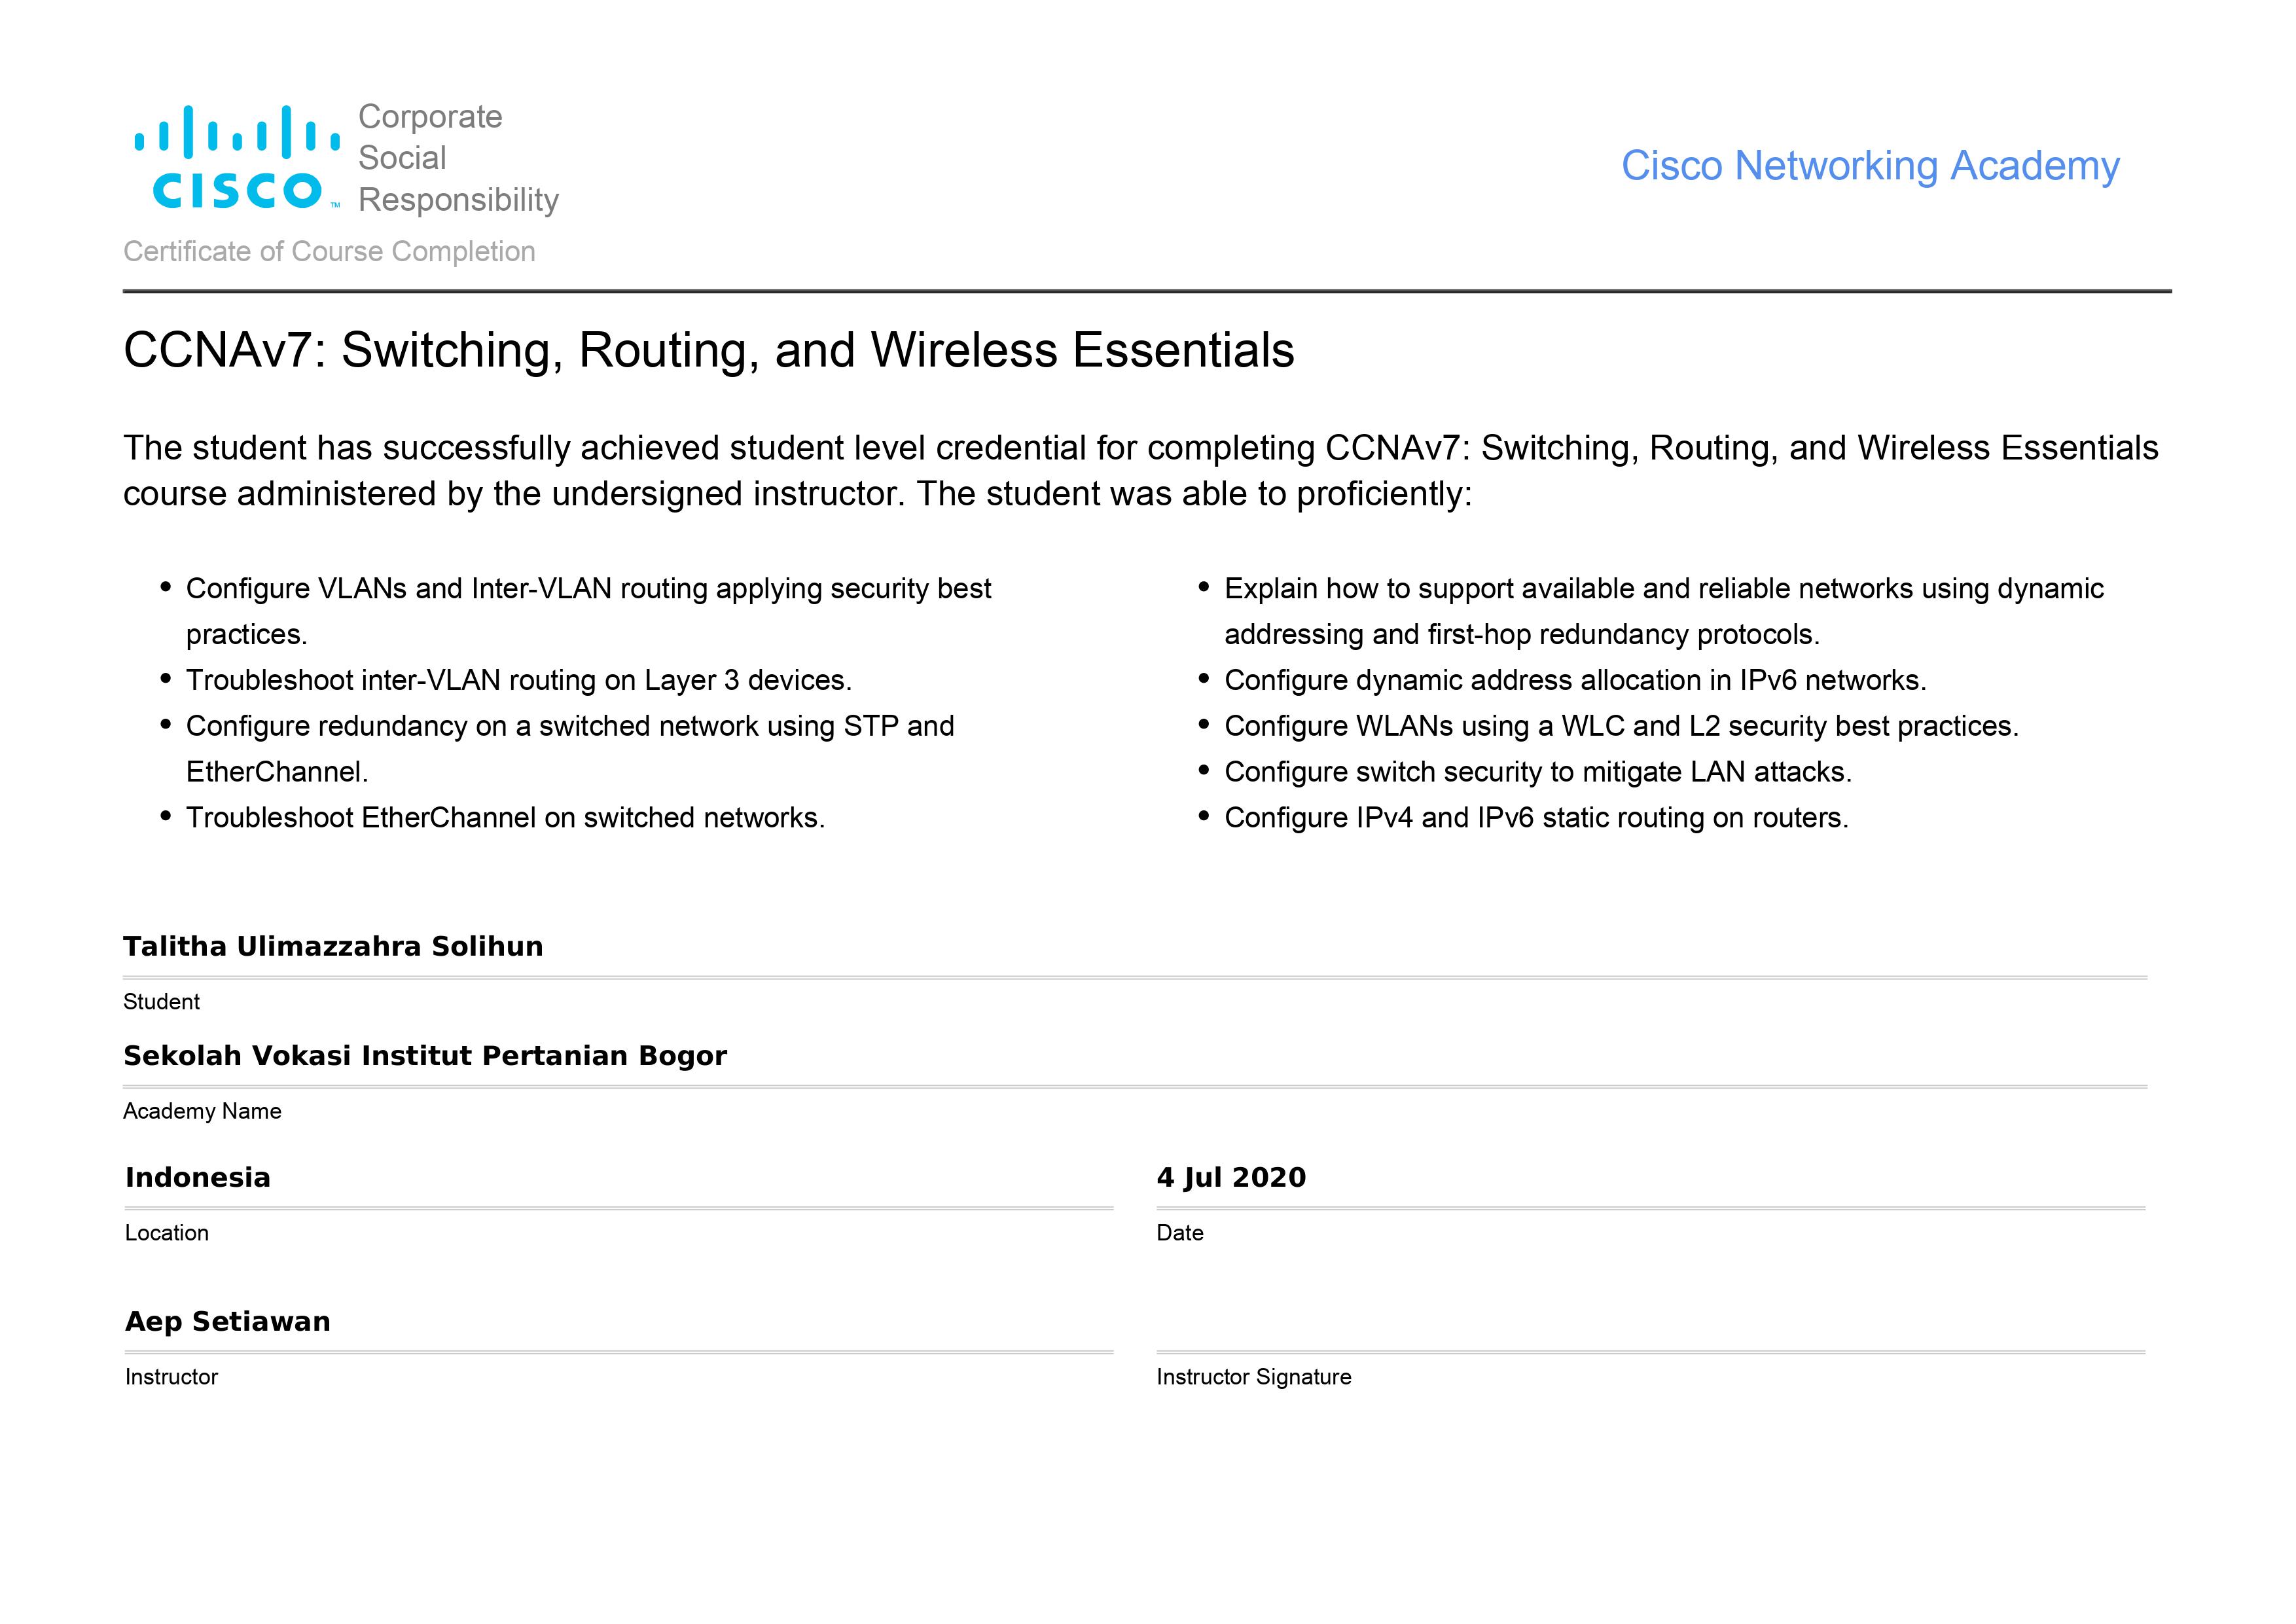 Corporate
Social
Responsibility
CISCO™
Cisco Networking Academy
Certificate of Course Completion
CCNAv7: Switching, Routing, and Wireless Essentials
The student has successfully achieved student level credential for completing CCNAv7: Switching, Routing, and Wireless Essentials
course administered by the undersigned instructor. The student was able to proficiently:
• Configure VLANs and Inter-VLAN routing applying security best
practices.
• Troubleshoot inter-VLAN routing on Layer 3 devices.
• Configure redundancy on a switched network using STP and
EtherChannel.
• Troubleshoot EtherChannel on switched networks.
• Explain how to support available and reliable networks using dynamic
addressing and first-hop redundancy protocols.
• Configure dynamic address allocation in IPv6 networks.
• Configure WLANs using a WLC and L2 security best practices.
• Configure switch security to mitigate LAN attacks.
• Configure IPv4 and IPv6 static routing on routers.
Talitha Ulimazzahra Solihun
Student
Sekolah Vokasi Institut Pertanian Bogor
Academy Name
Indonesia
Location
4 Jul 2020
Date
Aep Setiawan
Instructor
Instructor Signature